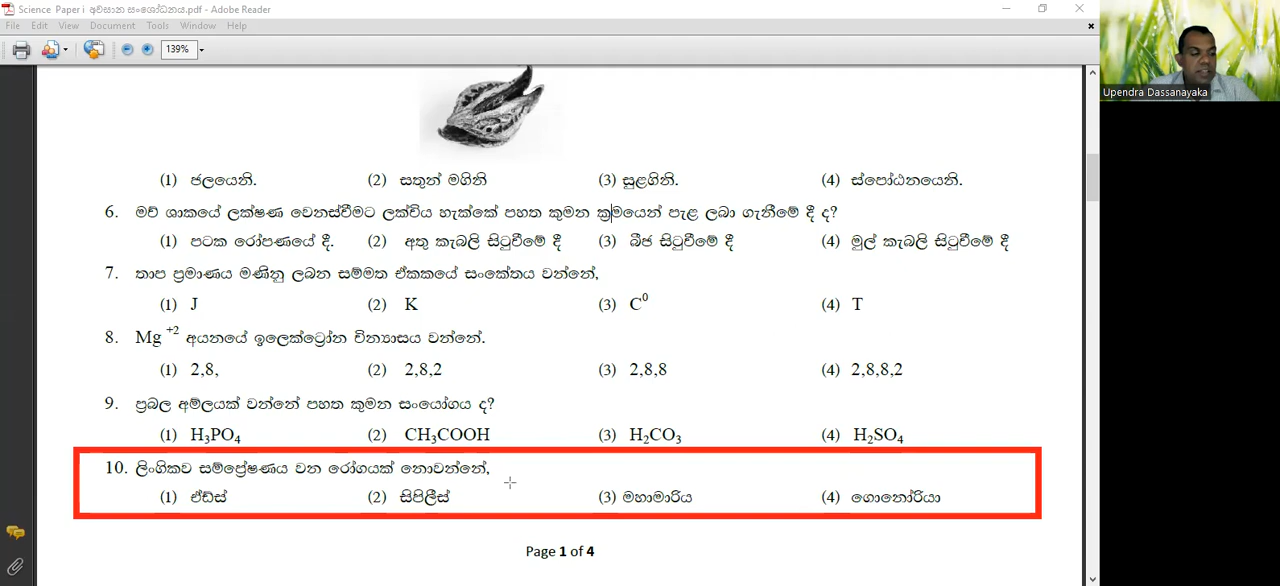 Science Paper i අවසාන සංශෝධනය.pdf - Adobe Reader
File Edit View Document Tools Window Help
139%
Upendra Dassanayaka
(1) ජලයෙනි. (2) සතුන් මගිනි (3) සුළගිනි. (4) ස්පෝඨනයෙනි.
6. මව් ශාකයේ ලක්ෂණ වෙනස්වීමට ලක්විය හැක්කේ පහත කුමන ක්‍රමයෙන් පැළ ලබා ගැනීමේ දී ද?
(1) පටක රෝපණයේ දී. (2) අතු කැබලි සිටුවීමේ දී (3) බීජ සිටුවීමේ දී (4) මුල් කැබලි සිටුවීමේ දී
7. තාප ප්‍රමාණය මණිනු ලබන සම්මත ඒකකයේ සංකේතය වන්නේ,
(1) J (2) K (3) C⁰ (4) T
8. Mg ⁺² අයනයේ ඉලෙක්ට්‍රෝන වින්‍යාසය වන්නේ.
(1) 2,8, (2) 2,8,2 (3) 2,8,8 (4) 2,8,8,2
9. ප්‍රබල අම්ලයක් වන්නේ පහත කුමන සංයෝගය ද?
(1) H₃PO₄ (2) CH₃COOH (3) H₂CO₃ (4) H₂SO₄
10. ලිංගිකව සම්ප්‍රේෂණය වන රෝගයක් නොවන්නේ,
(1) ඒඩ්ස් (2) සිපිලීස් (3) මහාමාරිය (4) ගොනෝරියා
Page 1 of 4